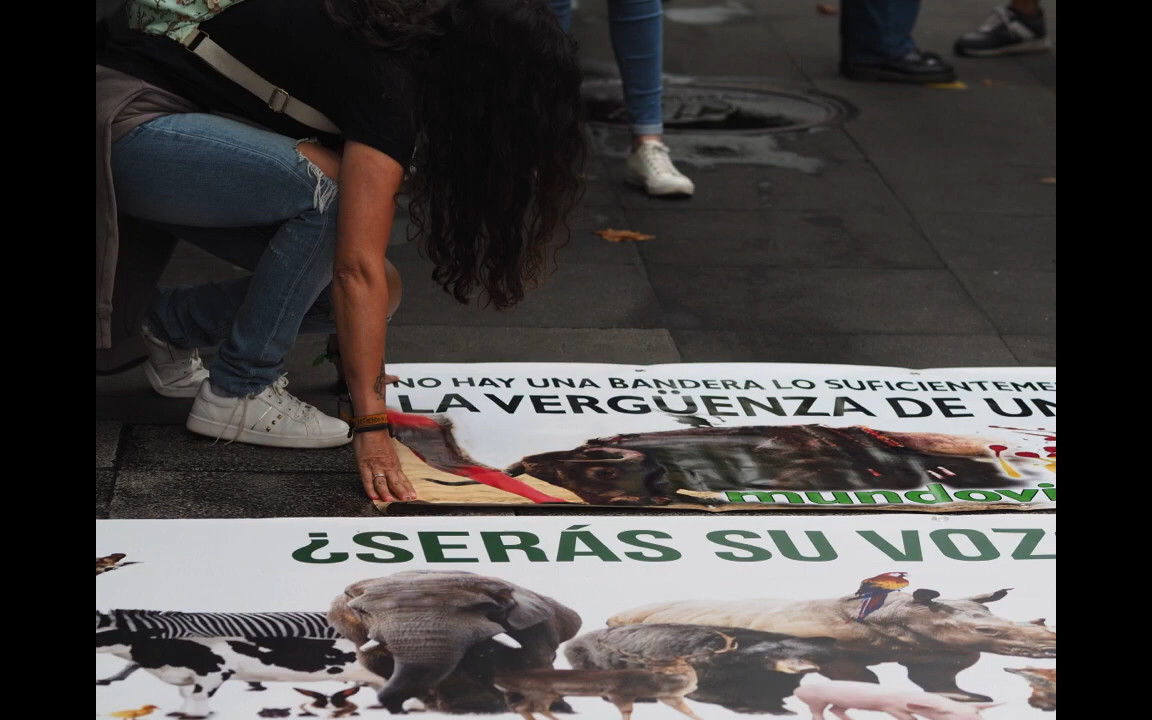 NO HAY UNA BANDERA LO SUFICIENTEME
LA VERGÜENZA DE UN
mundovi
¿SERÁS SU VOZ